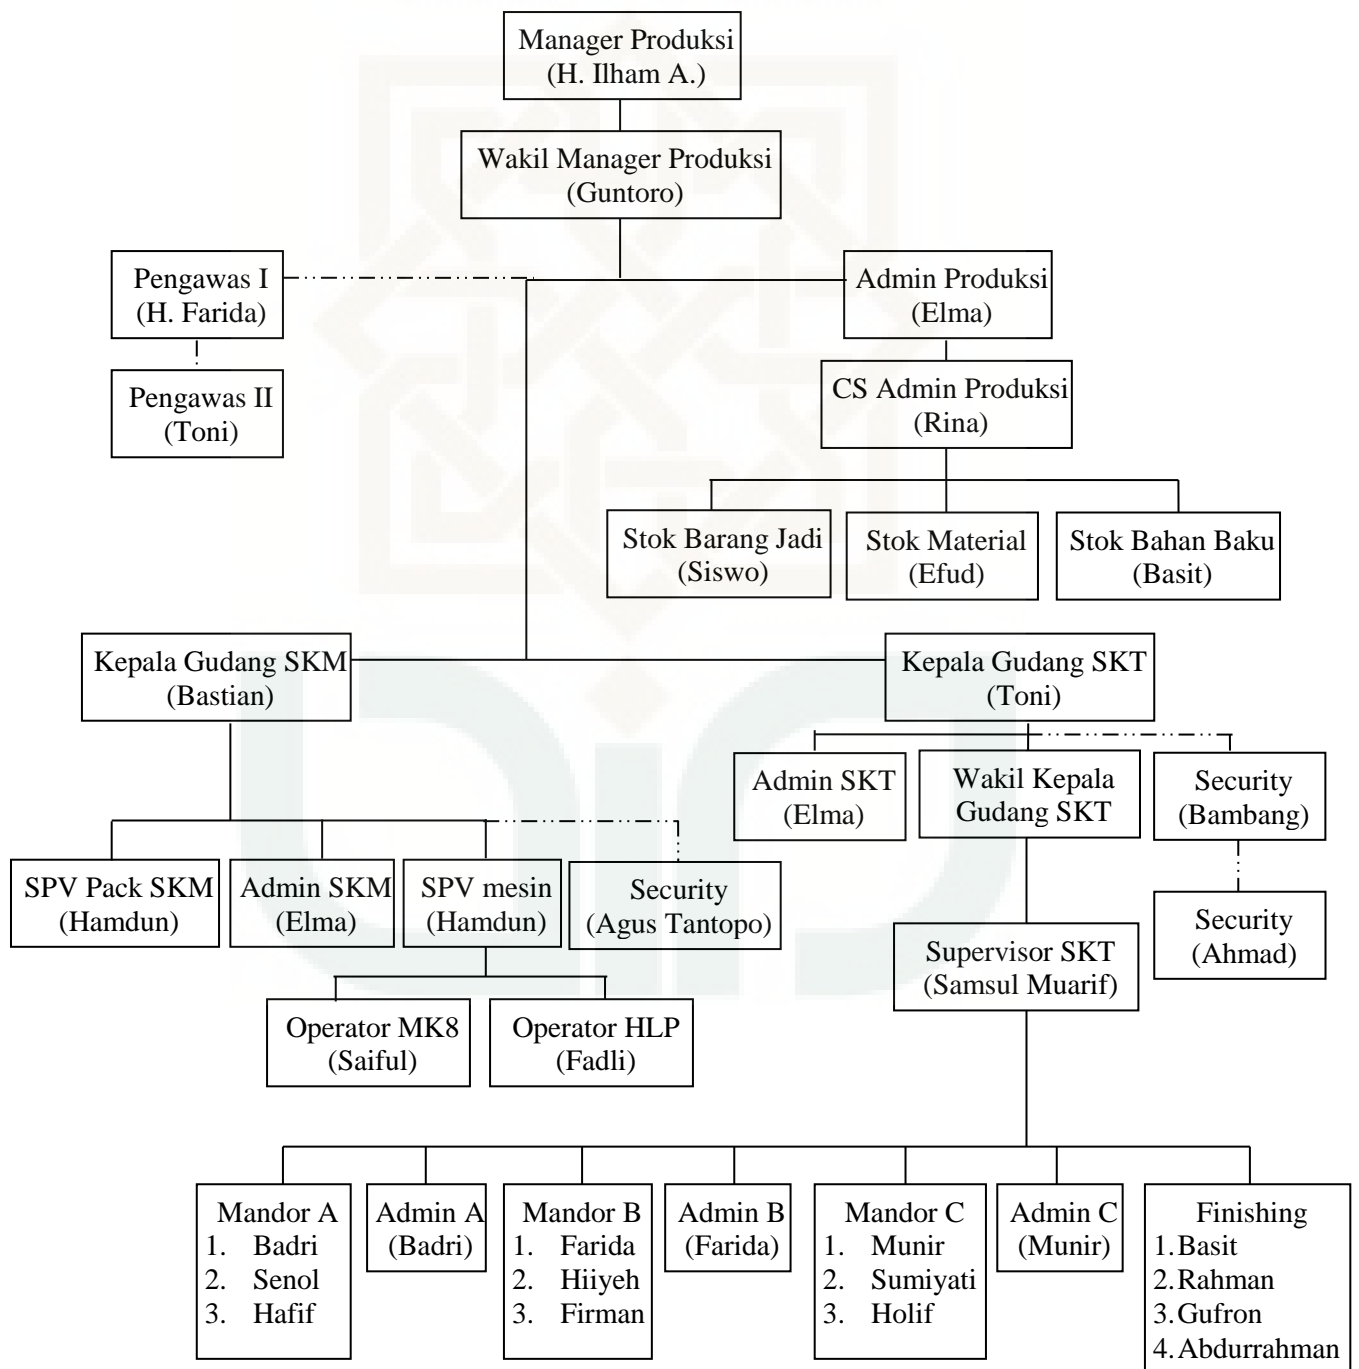 Manager Produksi
(H. Ilham A.)
Wakil Manager Produksi
(Guntoro)
Pengawas I
(H. Farida)
Admin Produksi
(Elma)
Pengawas II
(Toni)
CS Admin Produksi
(Rina)
Stok Barang Jadi
(Siswo)
Stok Material
(Efud)
Stok Bahan Baku
(Basit)
Kepala Gudang SKM
(Bastian)
Kepala Gudang SKT
(Toni)
Admin SKT
(Elma)
Wakil Kepala
Gudang SKT
Security
(Bambang)
SPV Pack SKM
(Hamdun)
Admin SKM
(Elma)
SPV mesin
(Hamdun)
Security
(Agus Tantopo)
Security
(Ahmad)
Supervisor SKT
(Samsul Muarif)
Operator MK8
(Saiful)
Operator HLP
(Fadli)
Mandor A
1. Badri
2. Senol
3. Hafif
Admin A
(Badri)
Mandor B
1. Farida
2. Hiiyeh
3. Firman
Admin B
(Farida)
Mandor C
1. Munir
2. Sumiyati
3. Holif
Admin C
(Munir)
Finishing
1. Basit
2. Rahman
3. Gufron
4. Abdurrahman